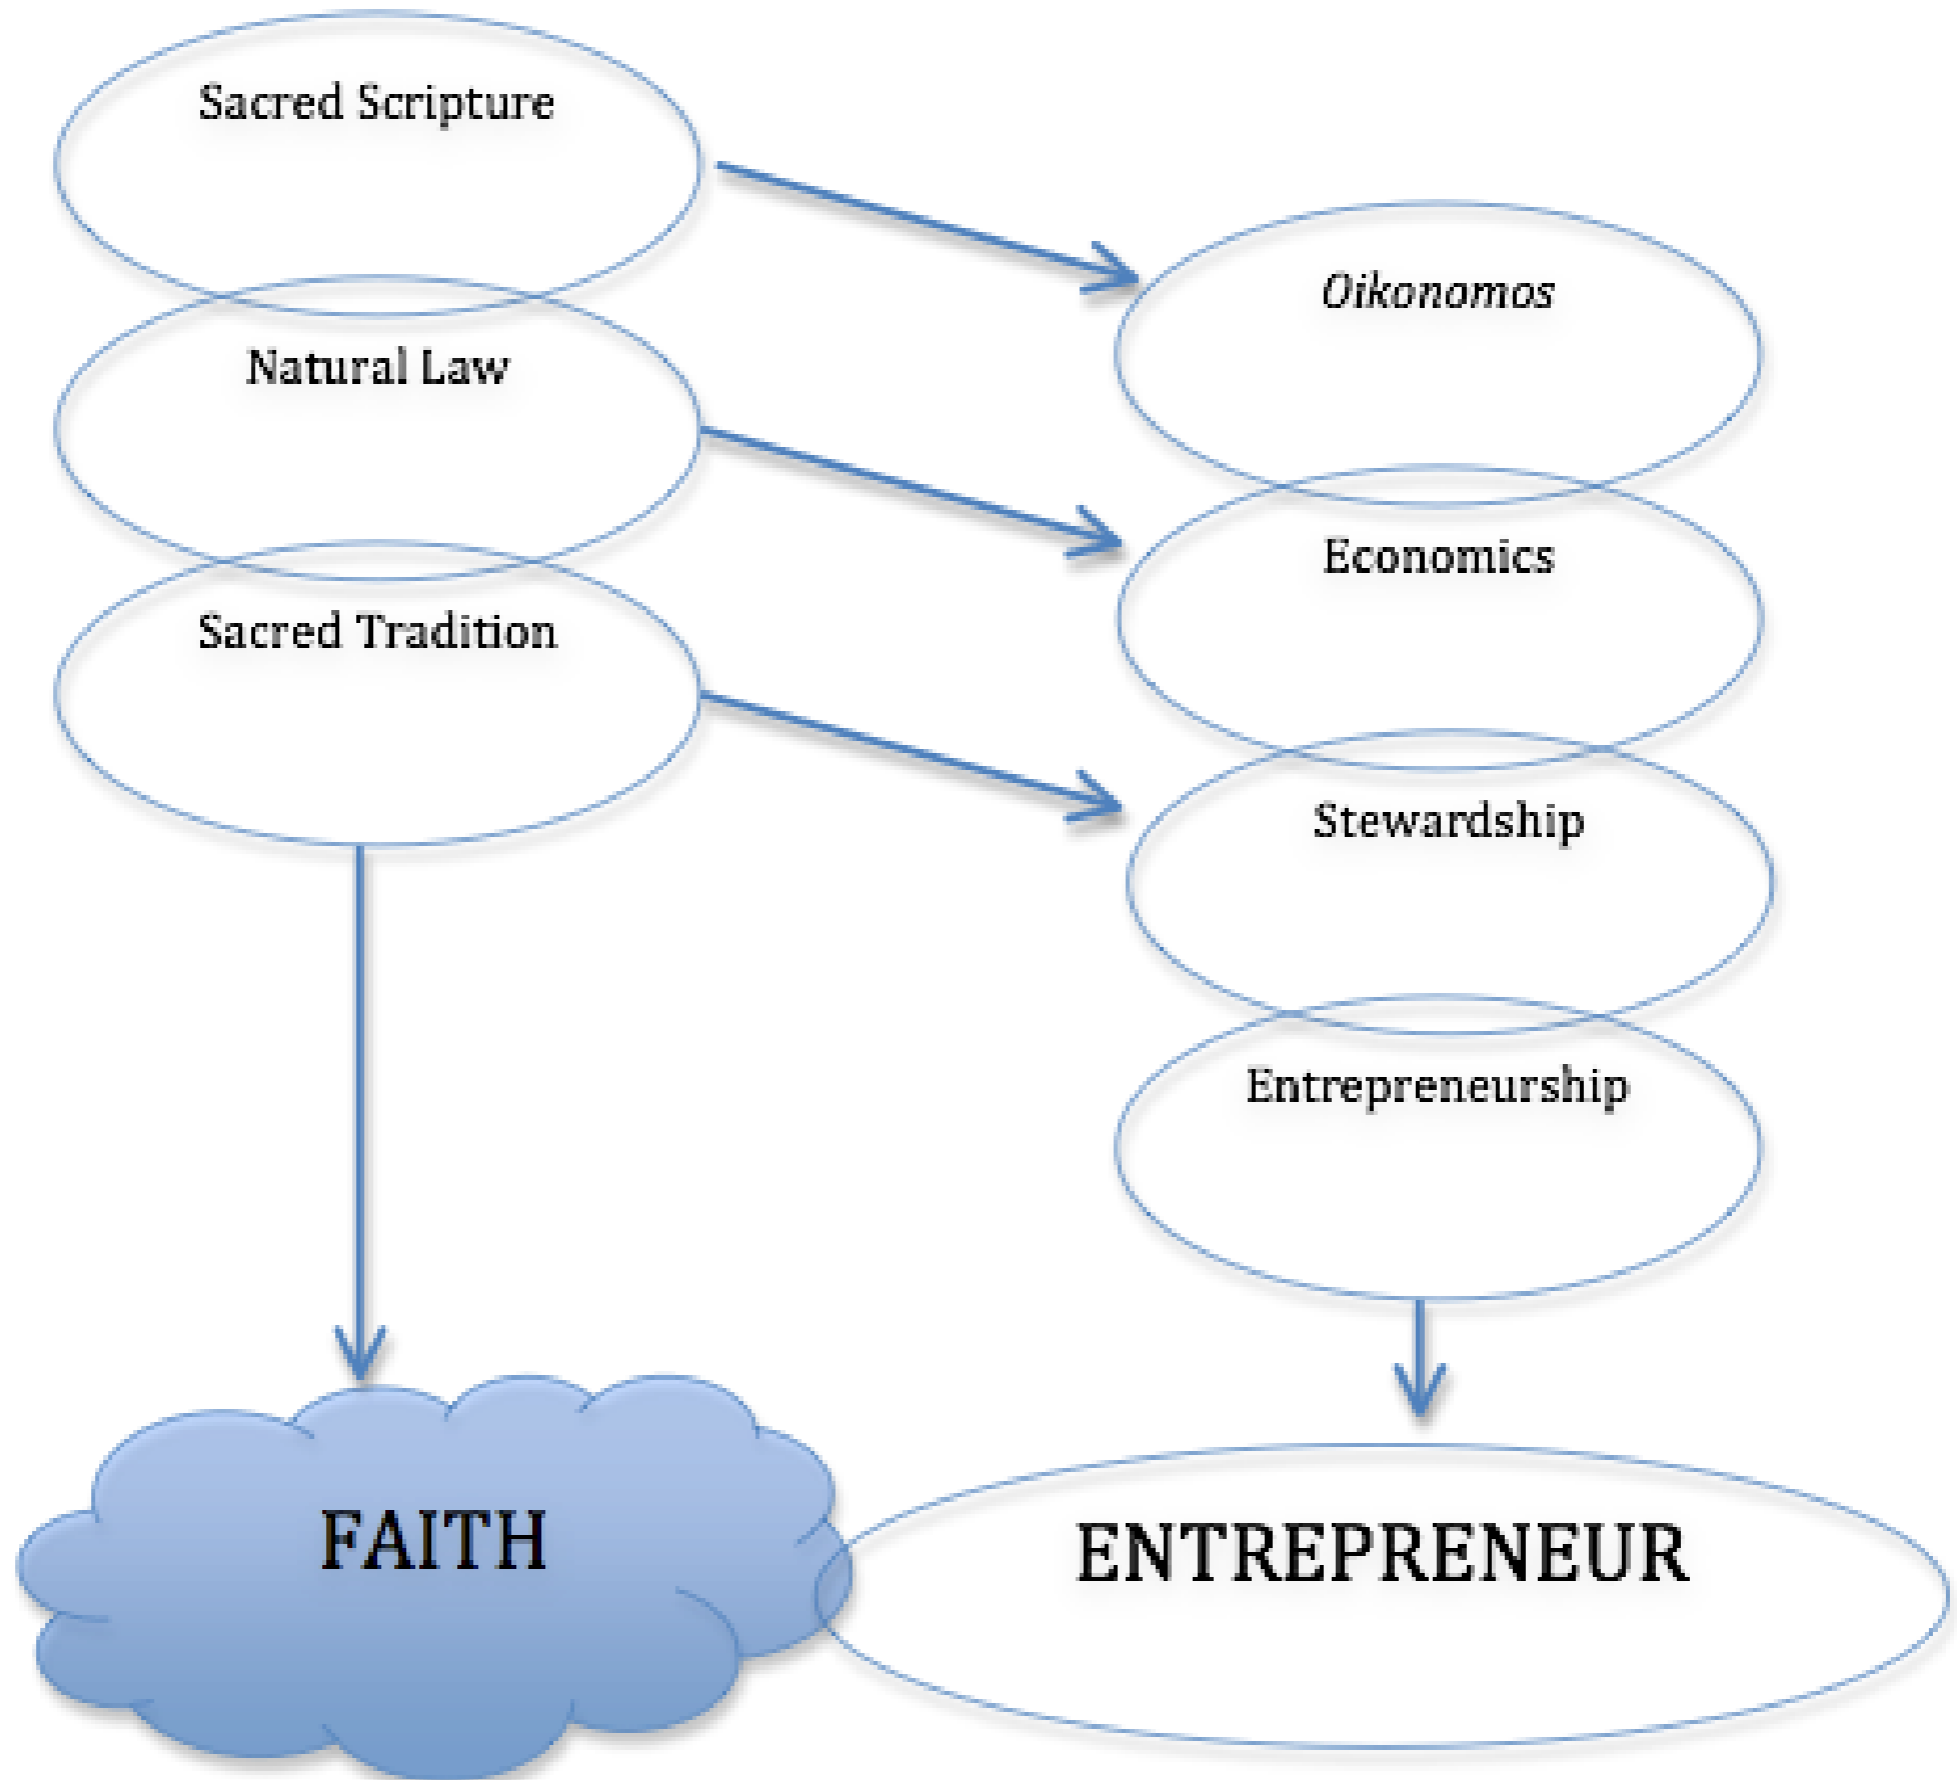 Sacred Scripture
Natural Law
Sacred Tradition
Oikonomos
Economics
Stewardship
Entrepreneurship
FAITH
ENTREPRENEUR